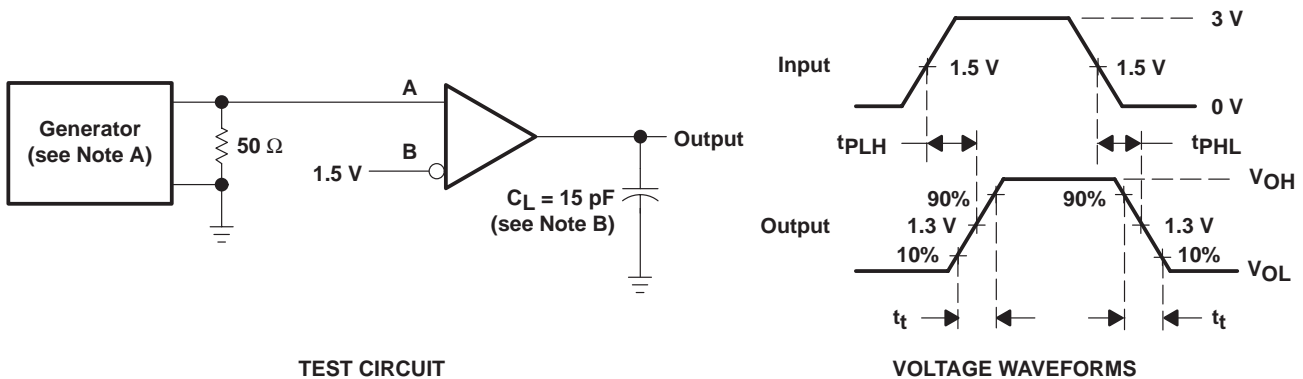 Generator
(see Note A)
50 Ω
A
B
1.5 V
Output
CL = 15 pF
(see Note B)
TEST CIRCUIT
Input
1.5 V
1.5 V
3 V
0 V
tPLH
tPHL
Output
90%
90%
1.3 V
1.3 V
10%
10%
VOH
VOL
tt
tt
VOLTAGE WAVEFORMS